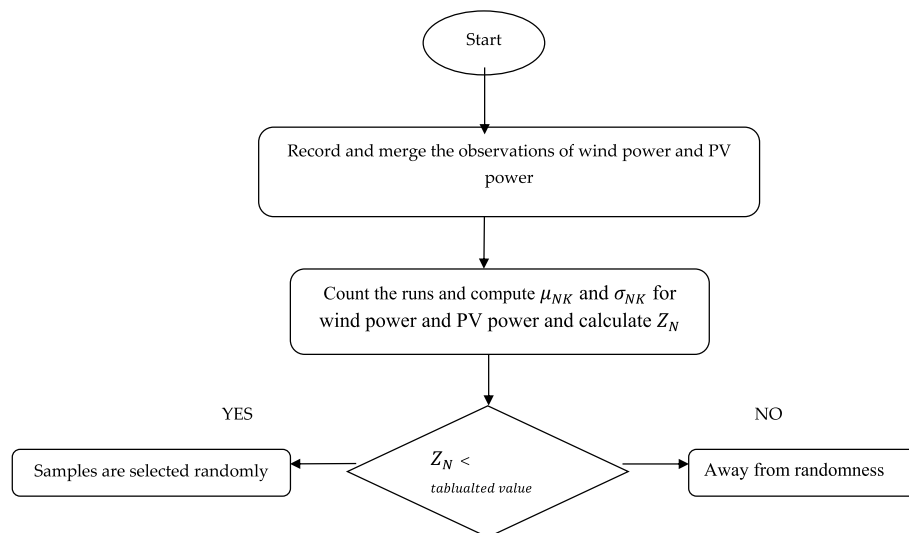 Start
Record and merge the observations of wind power and PV
power
Count the runs and compute μ_NK and σ_NK for
wind power and PV power and calculate Z_N
YES
NO
Samples are selected randomly
Z_N <
tablualted value
Away from randomness